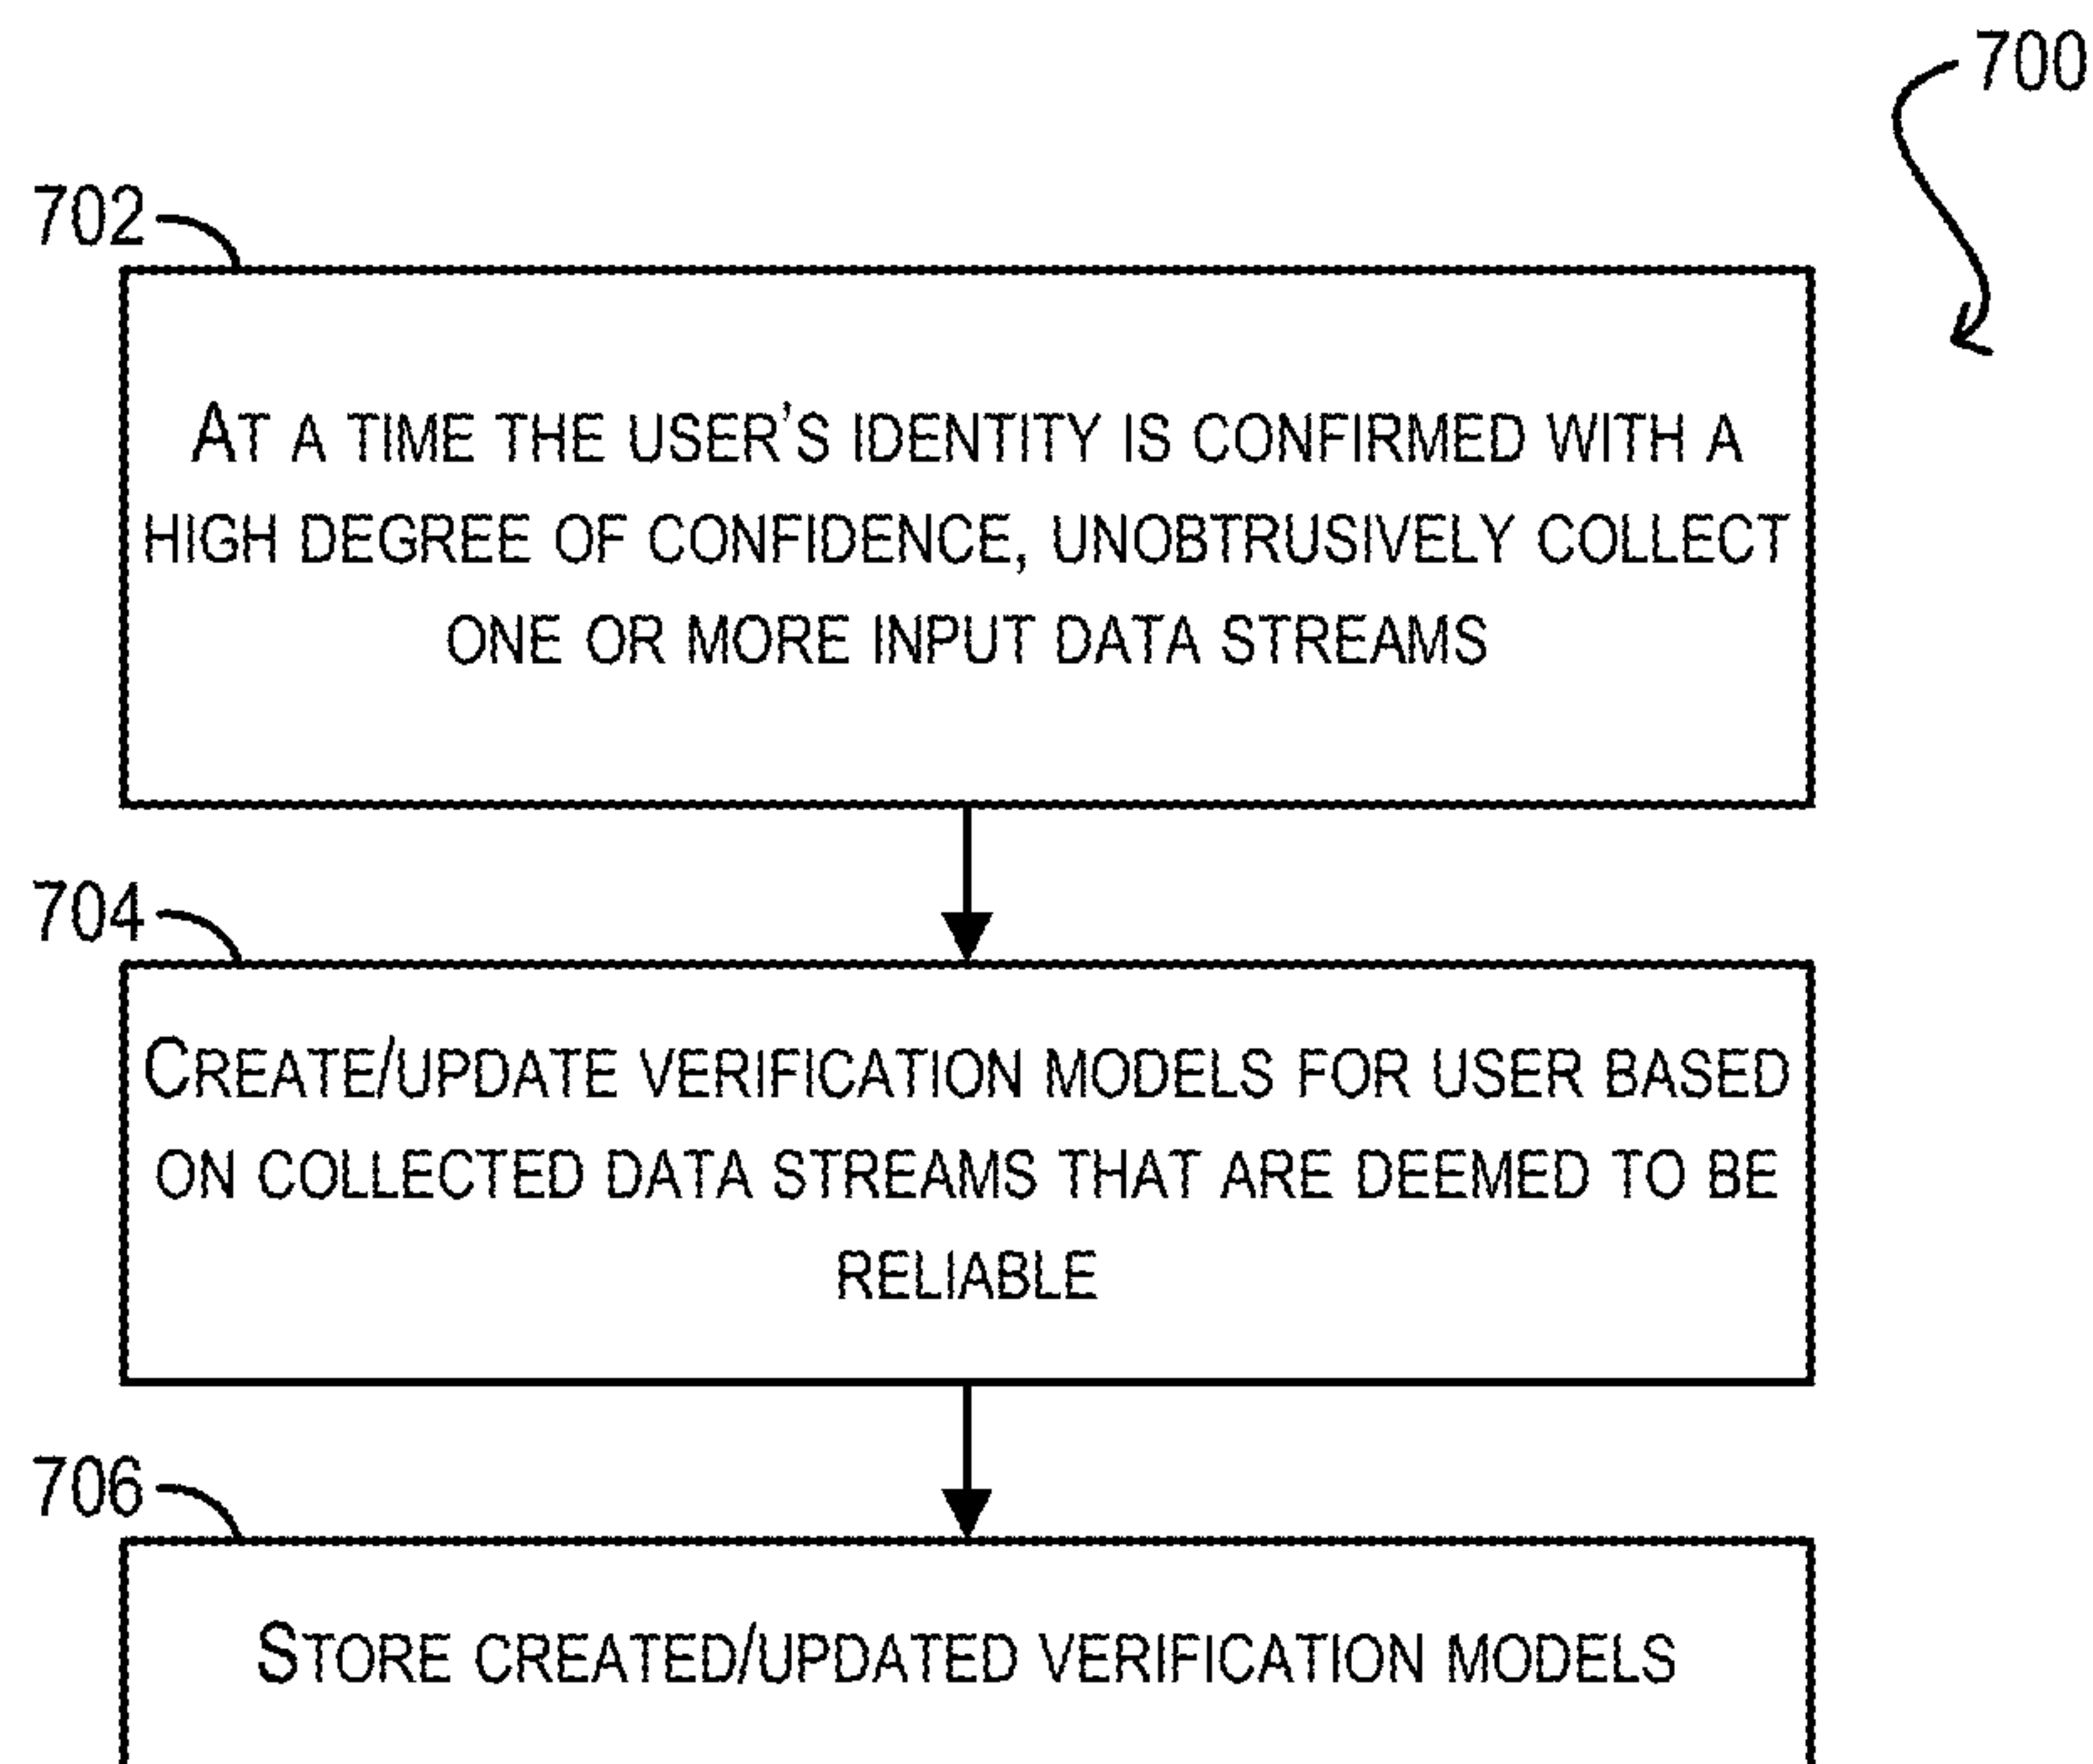 700
702
AT A TIME THE USER'S IDENTITY IS CONFIRMED WITH A
HIGH DEGREE OF CONFIDENCE, UNOBTRUSIVELY COLLECT
ONE OR MORE INPUT DATA STREAMS
704
CREATE/UPDATE VERIFICATION MODELS FOR USER BASED
ON COLLECTED DATA STREAMS THAT ARE DEEMED TO BE
RELIABLE
706
STORE CREATED/UPDATED VERIFICATION MODELS